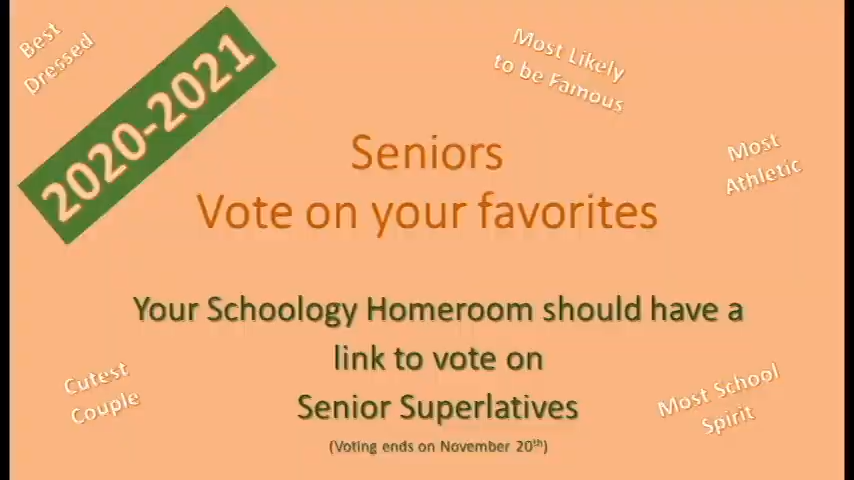 Best
Dressed
2020-2021
Most Likely
to be Famous
Most
Athletic
Seniors
Vote on your favorites
Your Schoology Homeroom should have a
link to vote on
Senior Superlatives
(Voting ends on November 20th)
Cutest
Couple
Most School
Spirit